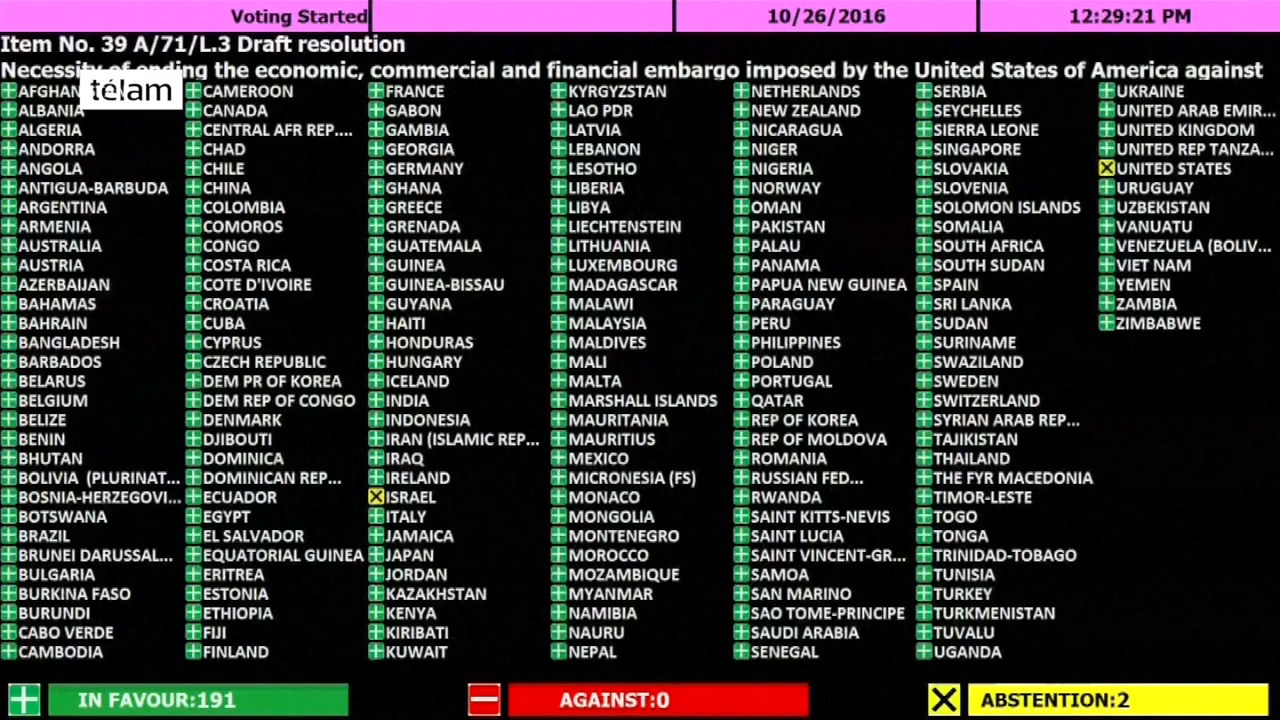 Voting Started 10/26/2016 12:29:21 PM
Item No. 39 A/71/L.3 Draft resolution
Necessity of ending the economic, commercial and financial embargo imposed by the United States of America against
télam
ALBANIA
ALGERIA
ANDORRA
ANGOLA
ANTIGUA-BARBUDA
ARGENTINA
ARMENIA
AUSTRALIA
AUSTRIA
AZERBAIJAN
BAHAMAS
BAHRAIN
BANGLADESH
BARBADOS
BELARUS
BELGIUM
BELIZE
BENIN
BHUTAN
BOLIVIA (PLURINAT...
BOSNIA-HERZEGOVI...
BOTSWANA
BRAZIL
BRUNEI DARUSSAL...
BULGARIA
BURKINA FASO
BURUNDI
CABO VERDE
CAMBODIA
CAMEROON
CANADA
CENTRAL AFR REP....
CHAD
CHILE
CHINA
COLOMBIA
COMOROS
CONGO
COSTA RICA
COTE D'IVOIRE
CROATIA
CUBA
CYPRUS
CZECH REPUBLIC
DEM PR OF KOREA
DEM REP OF CONGO
DENMARK
DJIBOUTI
DOMINICA
DOMINICAN REP...
ECUADOR
EGYPT
EL SALVADOR
EQUATORIAL GUINEA
ERITREA
ESTONIA
ETHIOPIA
FIJI
FINLAND
FRANCE
GABON
GAMBIA
GEORGIA
GERMANY
GHANA
GREECE
GRENADA
GUATEMALA
GUINEA
GUINEA-BISSAU
GUYANA
HAITI
HONDURAS
HUNGARY
ICELAND
INDIA
INDONESIA
IRAN (ISLAMIC REP...
IRAQ
IRELAND
ISRAEL
ITALY
JAMAICA
JAPAN
JORDAN
KAZAKHSTAN
KENYA
KIRIBATI
KUWAIT
KYRGYZSTAN
LAO PDR
LATVIA
LEBANON
LESOTHO
LIBERIA
LIBYA
LIECHTENSTEIN
LITHUANIA
LUXEMBOURG
MADAGASCAR
MALAWI
MALAYSIA
MALDIVES
MALI
MALTA
MARSHALL ISLANDS
MAURITANIA
MAURITIUS
MEXICO
MICRONESIA (FS)
MONACO
MONGOLIA
MONTENEGRO
MOROCCO
MOZAMBIQUE
MYANMAR
NAMIBIA
NAURU
NEPAL
NETHERLANDS
NEW ZEALAND
NICARAGUA
NIGER
NIGERIA
NORWAY
OMAN
PAKISTAN
PALAU
PANAMA
PAPUA NEW GUINEA
PARAGUAY
PERU
PHILIPPINES
POLAND
PORTUGAL
QATAR
REP OF KOREA
REP OF MOLDOVA
ROMANIA
RUSSIAN FED...
RWANDA
SAINT KITTS-NEVIS
SAINT LUCIA
SAINT VINCENT-GR...
SAMOA
SAN MARINO
SAO TOME-PRINCIPE
SAUDI ARABIA
SENEGAL
SERBIA
SEYCHELLES
SIERRA LEONE
SINGAPORE
SLOVAKIA
SLOVENIA
SOLOMON ISLANDS
SOMALIA
SOUTH AFRICA
SOUTH SUDAN
SPAIN
SRI LANKA
SUDAN
SURINAME
SWAZILAND
SWEDEN
SWITZERLAND
SYRIAN ARAB REP...
TAJIKISTAN
THAILAND
THE FYR MACEDONIA
TIMOR-LESTE
TOGO
TONGA
TRINIDAD-TOBAGO
TUNISIA
TURKEY
TURKMENISTAN
TUVALU
UGANDA
UKRAINE
UNITED ARAB EMIR...
UNITED KINGDOM
UNITED REP TANZA...
UNITED STATES
URUGUAY
UZBEKISTAN
VANUATU
VENEZUELA (BOLIV...
VIET NAM
YEMEN
ZAMBIA
ZIMBABWE
IN FAVOUR:191 AGAINST:0 ABSTENTION:2